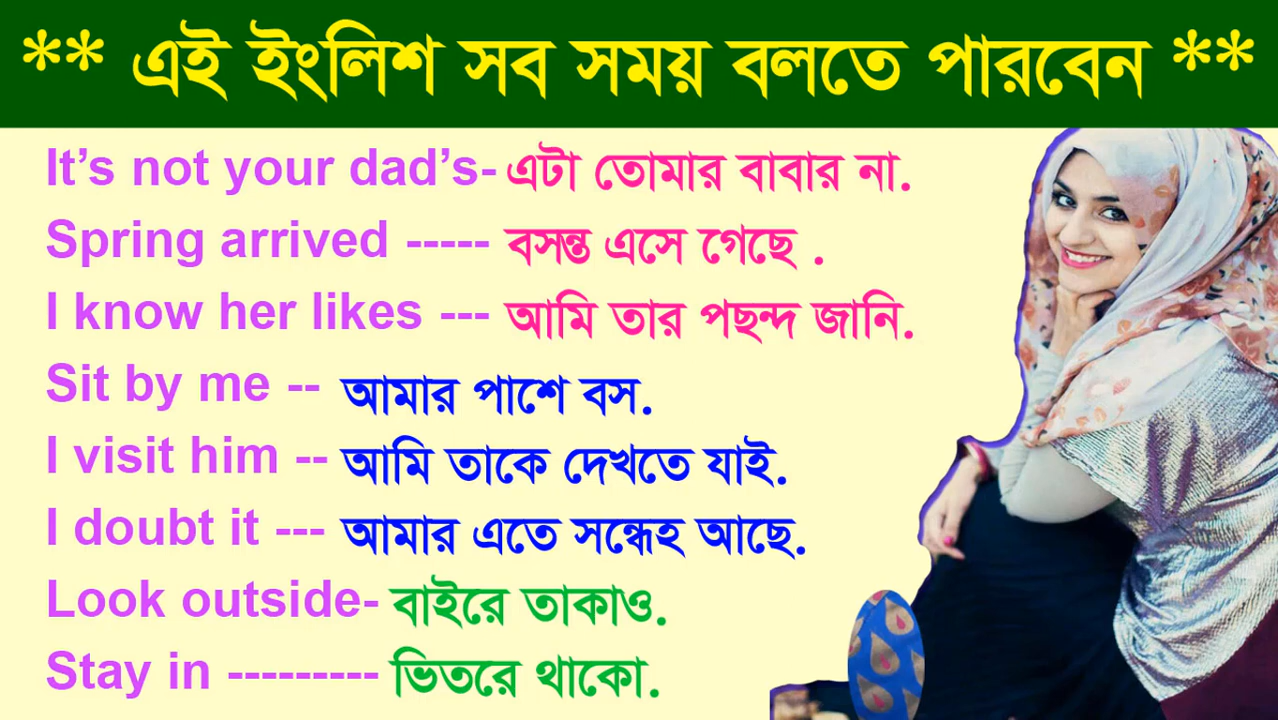 ** এই ইংলিশ সব সময় বলতে পারবেন **
It’s not your dad’s- এটা তোমার বাবার না.
Spring arrived ----- বসন্ত এসে গেছে .
I know her likes --- আমি তার পছন্দ জানি.
Sit by me -- আমার পাশে বস.
I visit him -- আমি তাকে দেখতে যাই.
I doubt it --- আমার এতে সন্ধেহ আছে.
Look outside- বাইরে তাকাও.
Stay in --------- ভিতরে থাকো.